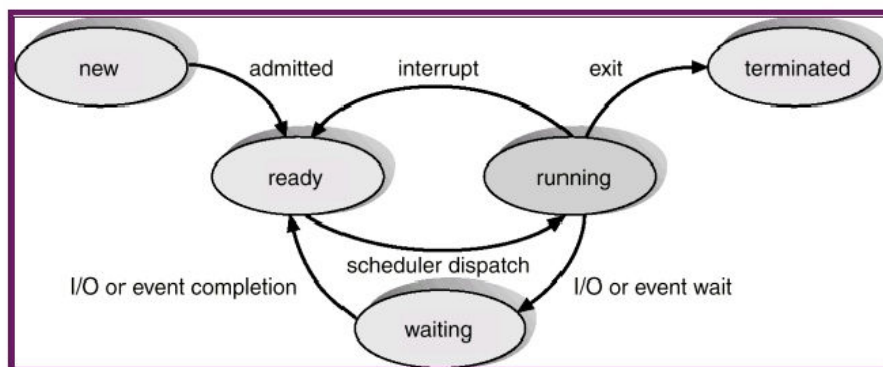 new
admitted
interrupt
exit
terminated
ready
running
scheduler dispatch
I/O or event completion
I/O or event wait
waiting